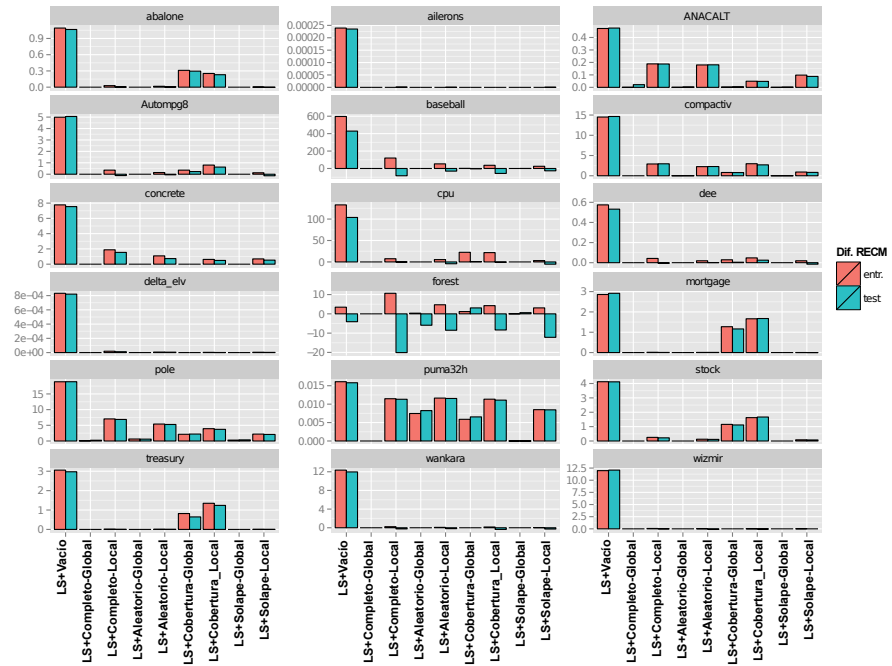 abalone
ailerons
ANACALT
0.9
0.6
0.3
0.0
0.00025
0.00020
0.00015
0.00010
0.00005
0.00000
0.4
0.3
0.2
0.1
0.0
Autompg8
baseball
compactiv
5
4
3
2
1
0
600
400
200
0
15
10
5
0
concrete
cpu
dee
8
6
4
2
0
100
50
0
0.6
0.4
0.2
0.0
delta_elv
forest
mortgage
8e−04
6e−04
4e−04
2e−04
0e+00
10
0
−10
−20
3
2
1
0
pole
puma32h
stock
15
10
5
0
0.015
0.010
0.005
0.000
4
3
2
1
0
treasury
wankara
wizmir
3
2
1
0
12
8
4
0
12.5
10.0
7.5
5.0
2.5
0.0
LS+Vacio
LS+Completo-Global
LS+Completo-Local
LS+Aleatorio-Global
LS+Aleatorio-Local
LS+Cobertura-Global
LS+Cobertura_Local
LS+Solape-Global
LS+Solape-Local
LS+Vacio
LS+Completo-Global
LS+Completo-Local
LS+Aleatorio-Global
LS+Aleatorio-Local
LS+Cobertura-Global
LS+Cobertura_Local
LS+Solape-Global
LS+Solape-Local
LS+Vacio
LS+Completo-Global
LS+Completo-Local
LS+Aleatorio-Global
LS+Aleatorio-Local
LS+Cobertura-Global
LS+Cobertura_Local
LS+Solape-Global
LS+Solape-Local
Dif. RECM
entr.
test